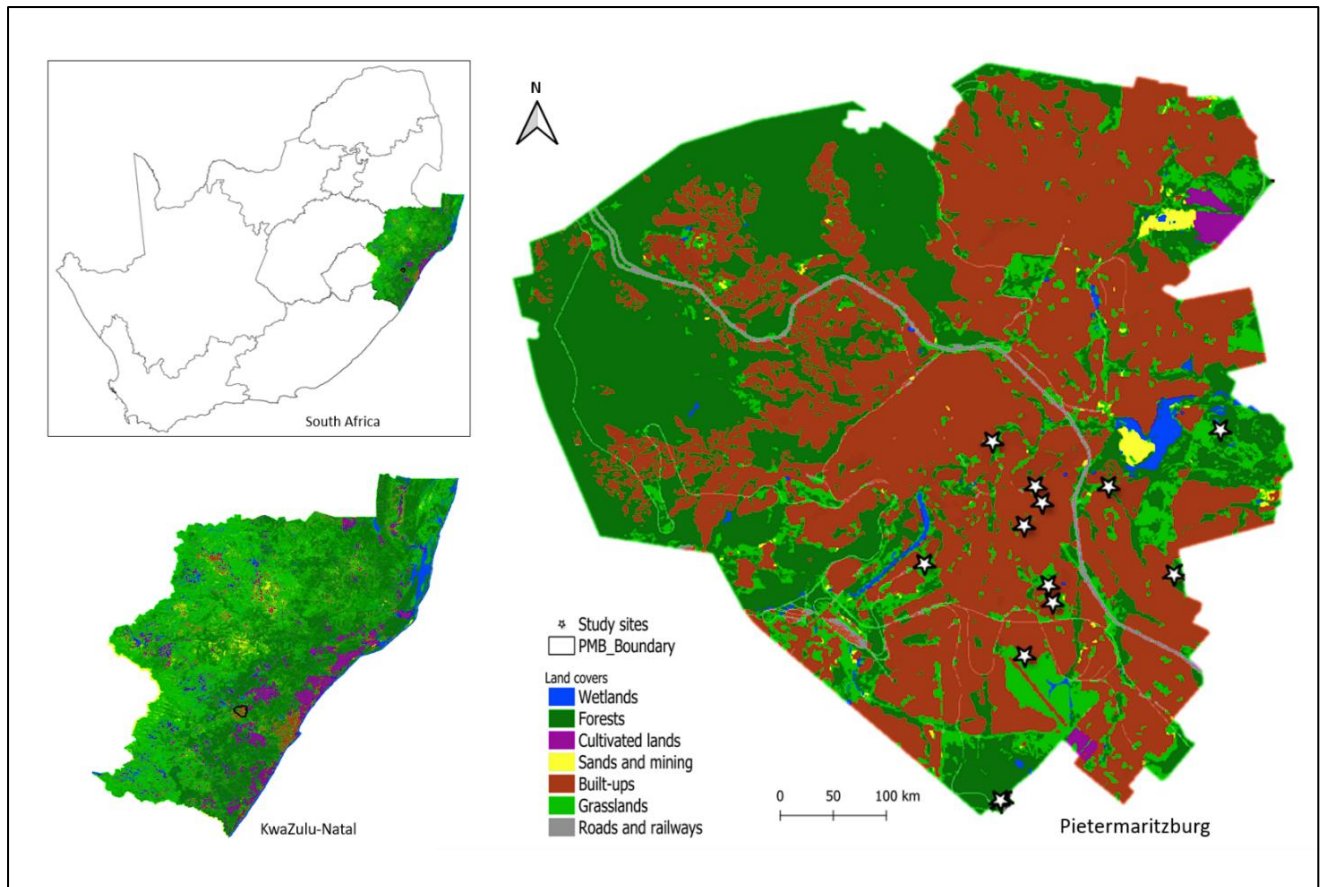 N
South Africa
KwaZulu-Natal
Study sites
PMB_Boundary
Land covers
Wetlands
Forests
Cultivated lands
Sands and mining
Built-ups
Grasslands
Roads and railways
0 50 100 km
Pietermaritzburg